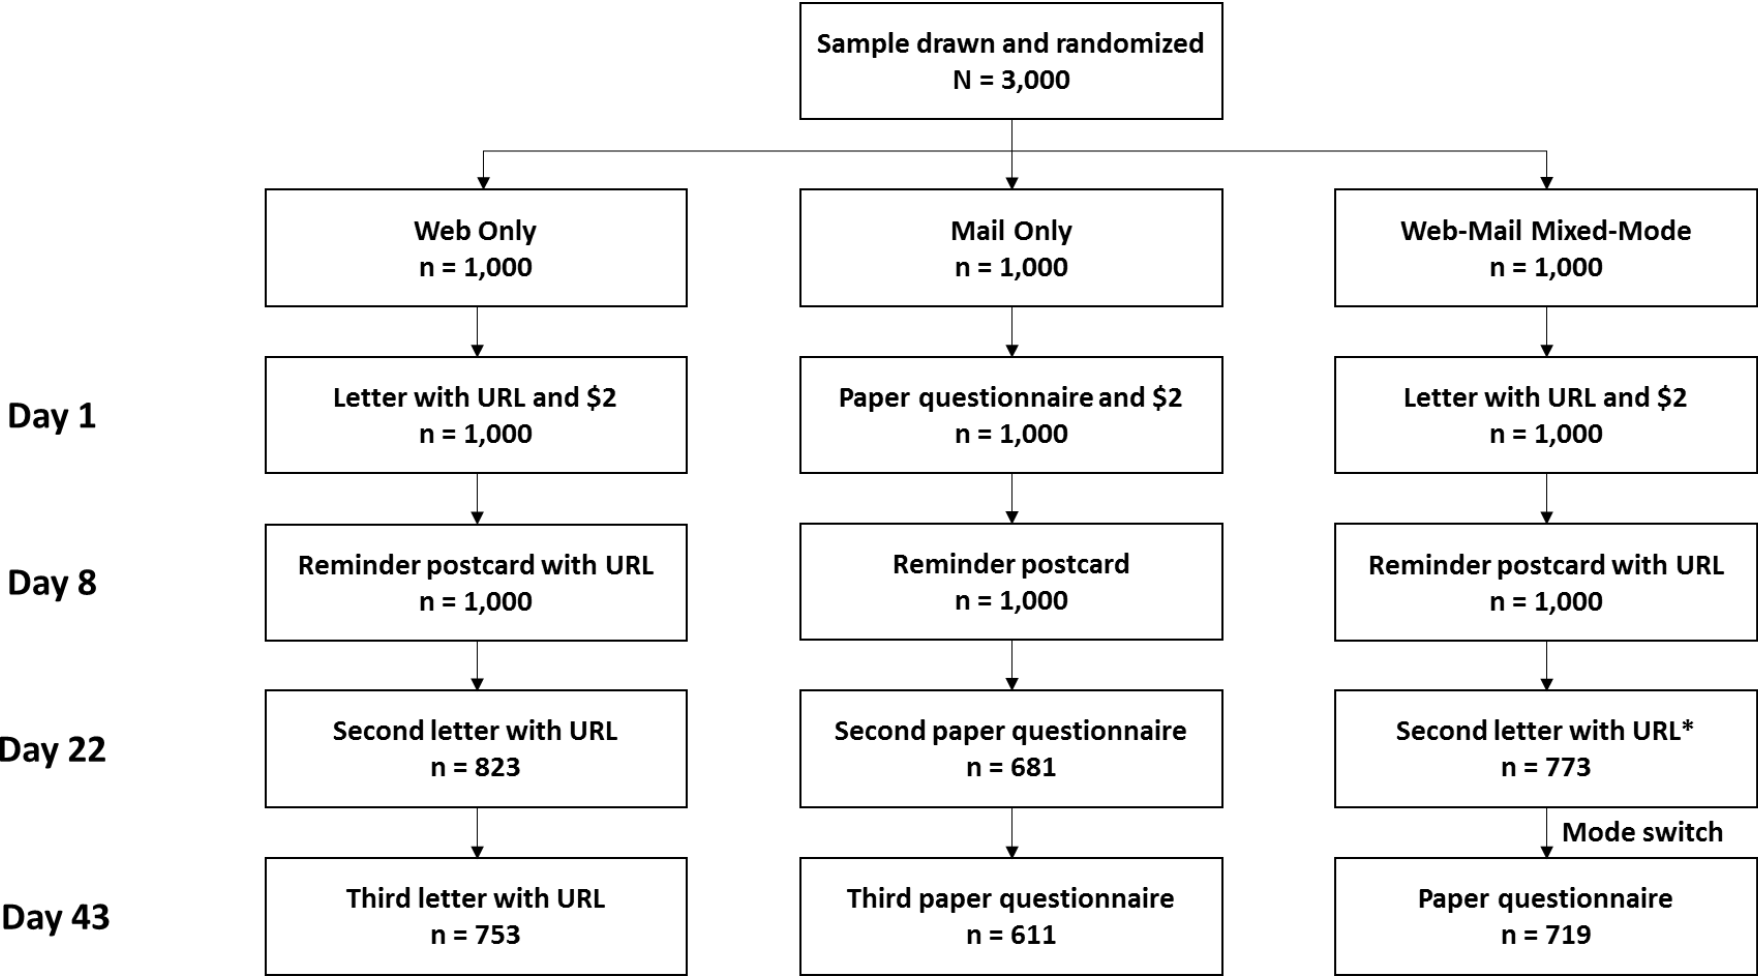 Sample drawn and randomized
N = 3,000
Web Only
n = 1,000
Mail Only
n = 1,000
Web-Mail Mixed-Mode
n = 1,000
Day 1
Letter with URL and $2
n = 1,000
Paper questionnaire and $2
n = 1,000
Letter with URL and $2
n = 1,000
Day 8
Reminder postcard with URL
n = 1,000
Reminder postcard
n = 1,000
Reminder postcard with URL
n = 1,000
Day 22
Second letter with URL
n = 823
Second paper questionnaire
n = 681
Second letter with URL*
n = 773
Mode switch
Day 43
Third letter with URL
n = 753
Third paper questionnaire
n = 611
Paper questionnaire
n = 719